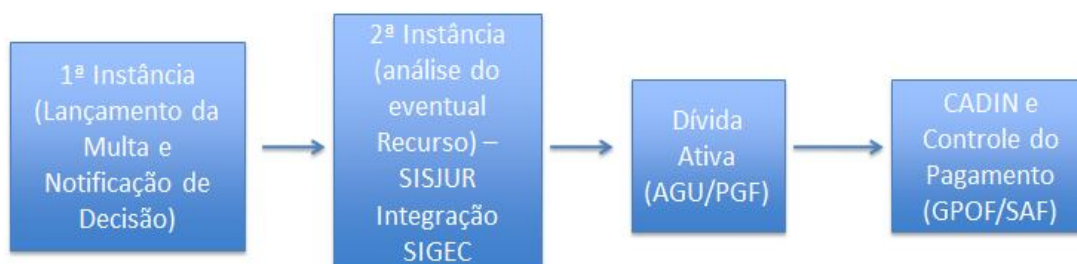 1ª Instância
(Lançamento da
Multa e
Notificação de
Decisão)
2ª Instância
(análise do
eventual
Recurso) –
SISJUR
Integração
SIGEC
Dívida
Ativa
(AGU/PGF)
CADIN e
Controle do
Pagamento
(GPOF/SAF)